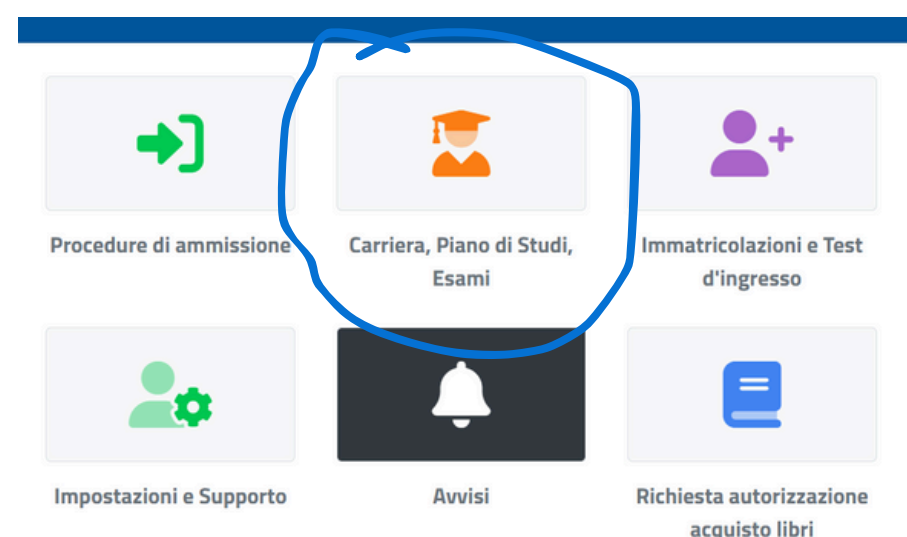 Procedure di ammissione
Carriera, Piano di Studi,
Esami
Immatricolazioni e Test
d'ingresso
Impostazioni e Supporto
Avvisi
Richiesta autorizzazione
acquisto libri